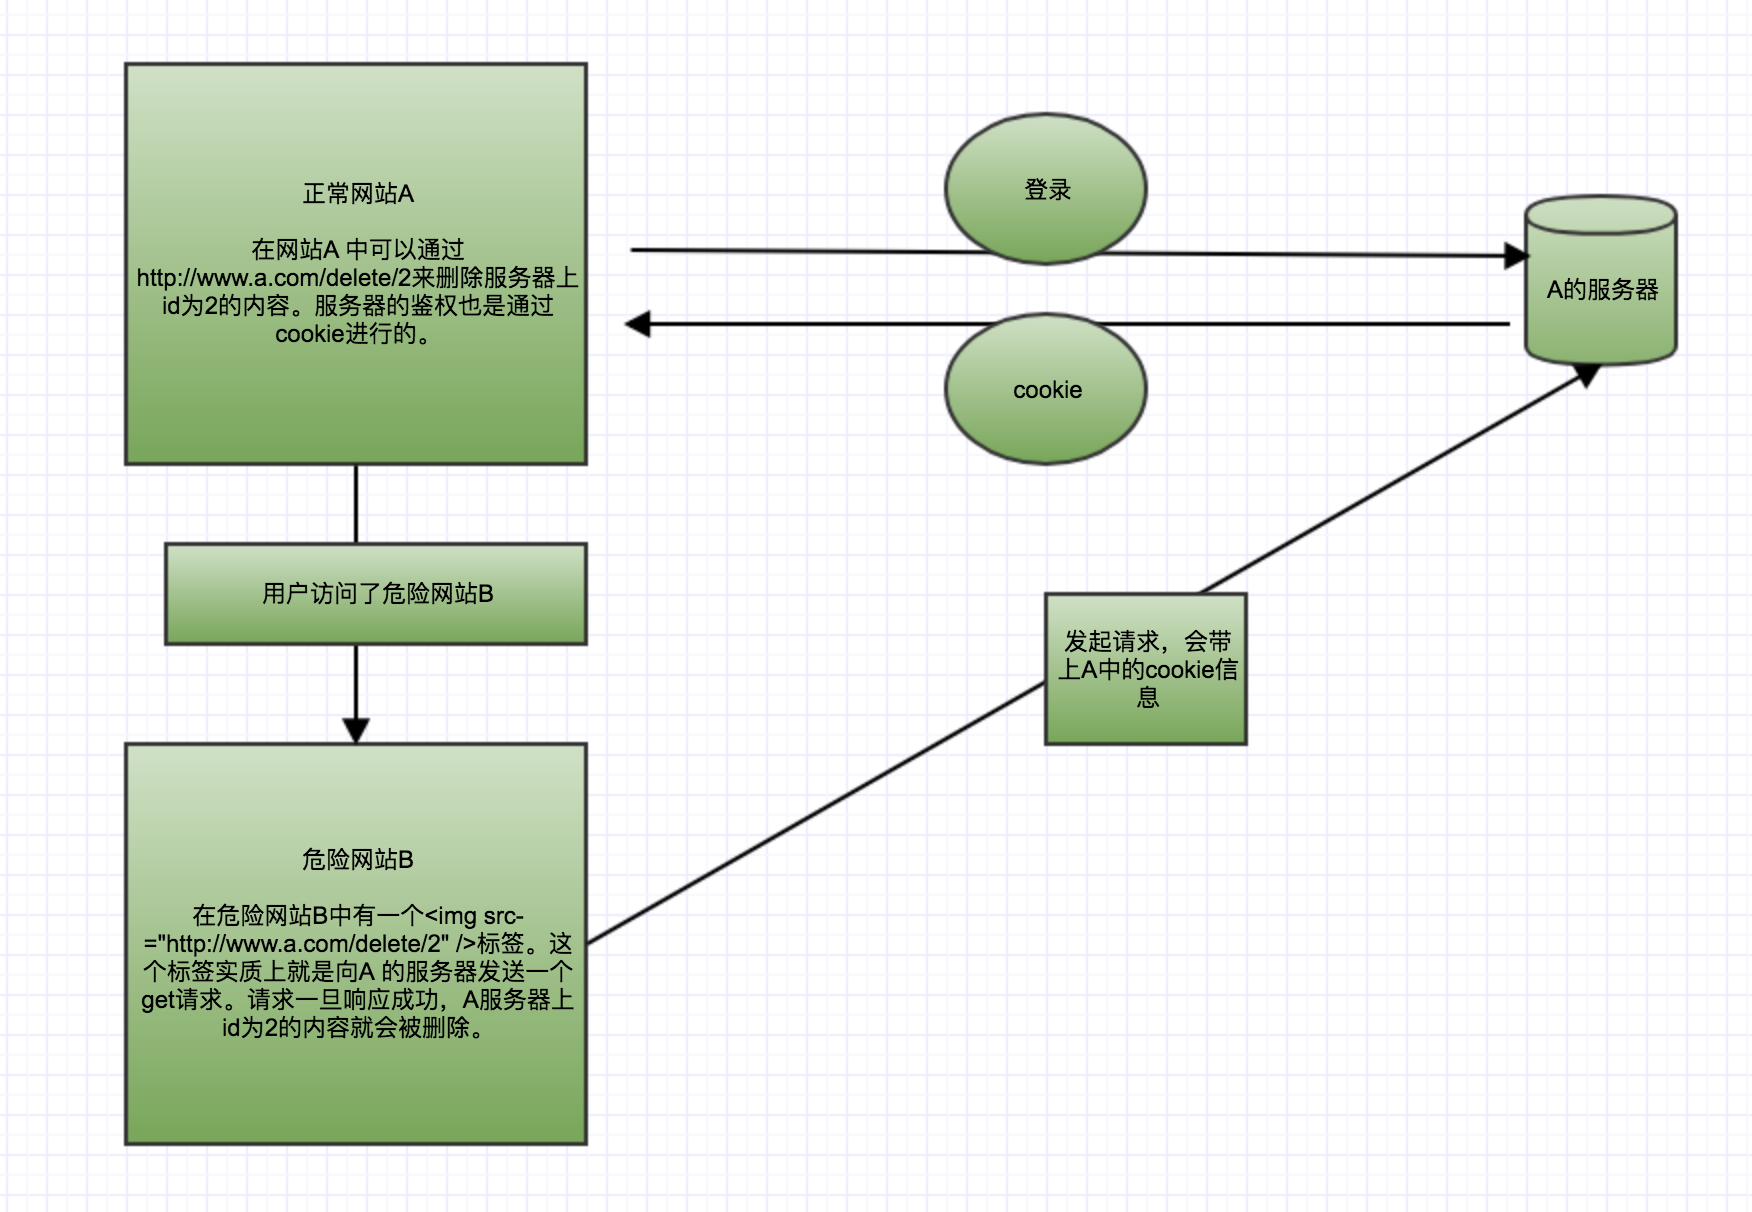 正常网站A
在网站A 中可以通过
http://www.a.com/delete/2来删除服务器上
id为2的内容。服务器的鉴权也是通过
cookie进行的。
登录
cookie
A的服务器
用户访问了危险网站B
发起请求，会带
上A中的cookie信
息
危险网站B
在危险网站B中有一个<img src-
="http://www.a.com/delete/2" />标签。这
个标签实质上就是向A 的服务器发送一个
get请求。请求一旦响应成功，A服务器上
id为2的内容就会被删除。